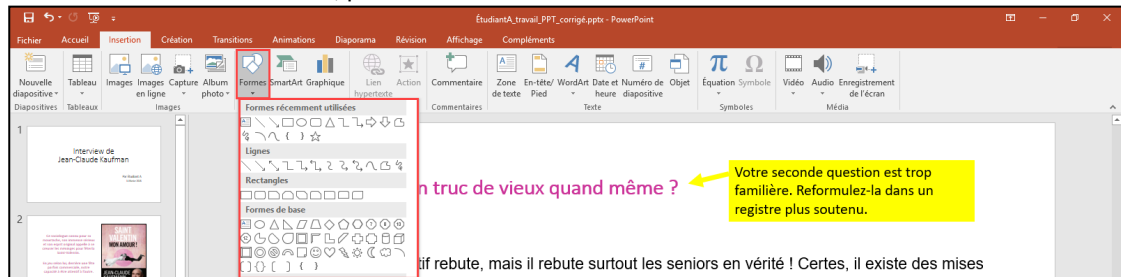 ÉtudiantA_travail_PPT_corrigé.pptx - PowerPoint
Fichier Accueil Insertion Création Transitions Animations Diaporama Révision Affichage Compléments
Nouvelle diapositive
Tableau
Images
Images en ligne
Capture
Album photo
Formes
SmartArt
Graphique
Lien hypertexte
Action
Commentaire
Zone de texte
En-tête/ Pied
WordArt
Date et heure
Numéro de diapositive
Objet
Équation
Symbole
Vidéo
Audio
Enregistrement de l'écran
Diapositives Tableaux Images Commentaires Texte Symboles Média
Formes récemment utilisées
Lignes
Rectangles
Formes de base
1
Interview de
Jean-Claude Kaufman
2
SAINT
VALENTIN
MON AMOUR!
JEAN-CLAUDE
n truc de vieux quand même ?
Votre seconde question est trop
familière. Reformulez-la dans un
registre plus soutenu.
tif rebute, mais il rebute surtout les seniors en vérité ! Certes, il existe des mises